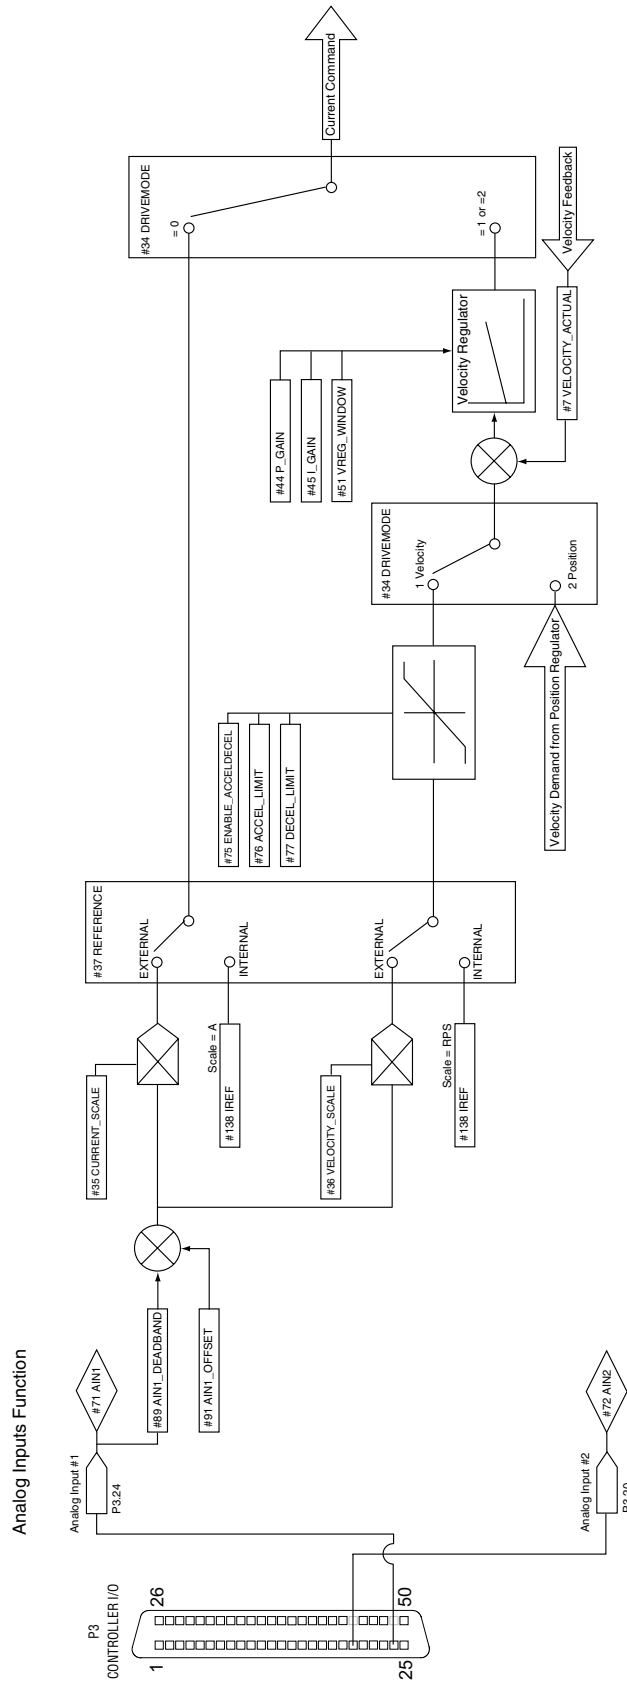 Analog Inputs Function
P3
CONTROLLER I/O
1
26
25
50
Analog Input #1
P3.24
#71 AIN1
#89 AIN1_DEADBAND
#91 AIN1_OFFSET
Analog Input #2
P3.20
#72 AIN2
#35 CURRENT_SCALE
Scale = A
#138 IREF
#36 VELOCITY_SCALE
Scale = RPS
#138 IREF
#37 REFERENCE
EXTERNAL
INTERNAL
EXTERNAL
INTERNAL
#75 ENABLE_ACCELDECEL
#76 ACCEL_LIMIT
#77 DECEL_LIMIT
Velocity Demand from Position Regulator
#34 DRIVEMODE
1 Velocity
2 Position
#44 P_GAIN
#45 I_GAIN
#51 VREG_WINDOW
Velocity Regulator
#7 VELOCITY_ACTUAL
Velocity Feedback
#34 DRIVEMODE
= 0
= 1 or =2
Current Command